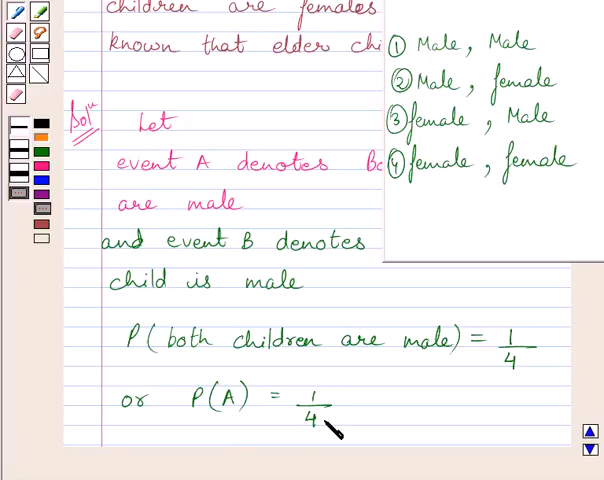 children are females
known that elder chi
① Male, Male
② Male, female
③ female, Male
④ female, female
Solⁿ Let
event A denotes Bo
are male
and event B denotes
child is male
P( both children are male) = 1/4
or P(A) = 1/4